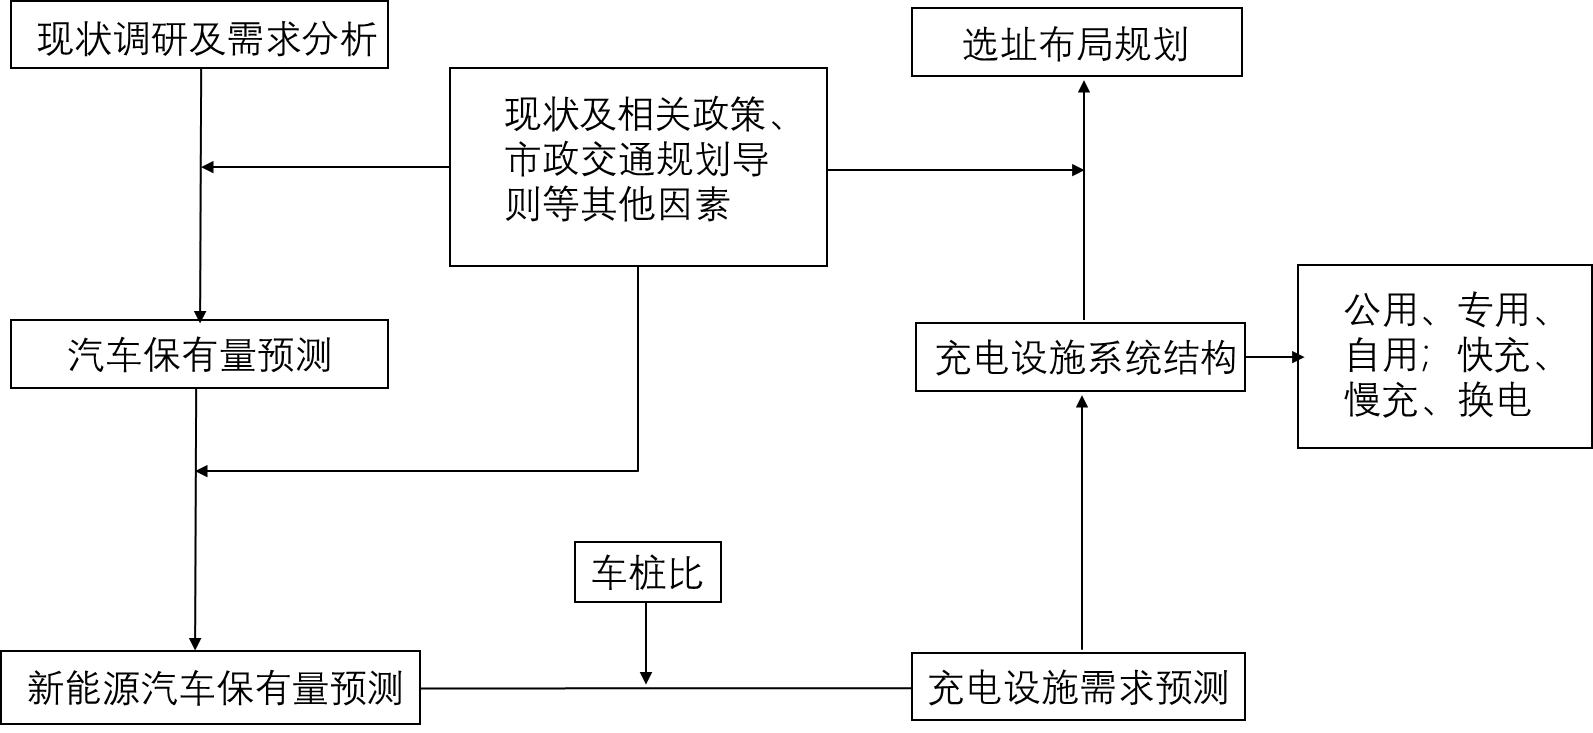 现状调研及需求分析
选址布局规划
现状及相关政策、
市政交通规划导
则等其他因素
汽车保有量预测
充电设施系统结构
公用、专用、
自用；快充、
慢充、换电
车桩比
新能源汽车保有量预测
充电设施需求预测